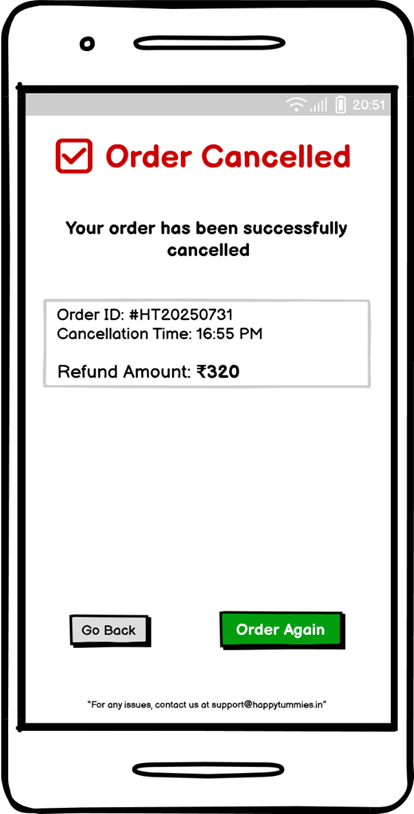 20:51
Order Cancelled
Your order has been successfully
cancelled
Order ID: #HT20250731
Cancellation Time: 16:55 PM
Refund Amount: ₹320
Go Back
Order Again
"For any issues, contact us at support@happytummies.in"